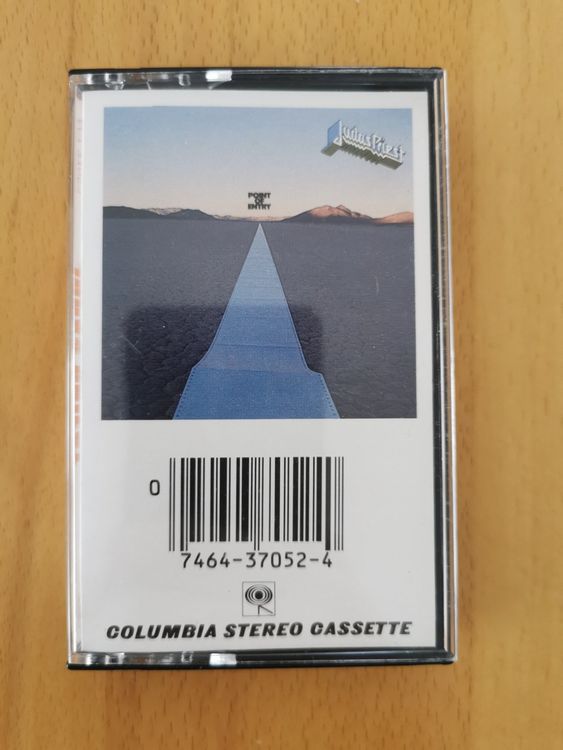 Judas Priest
POINT
OF
ENTRY
0
7464-37052-4
COLUMBIA STEREO CASSETTE